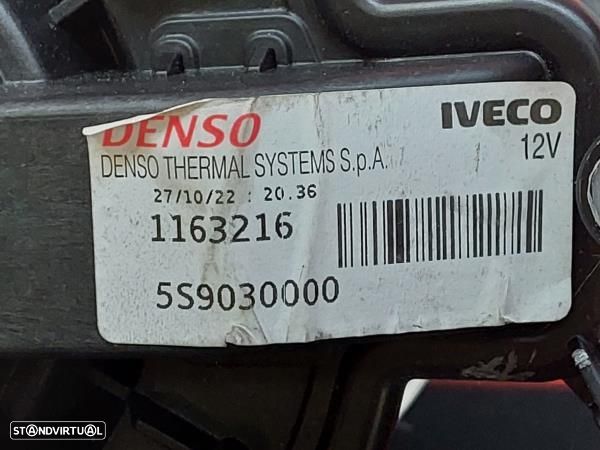 DENSO
IVECO
DENSO THERMAL SYSTEMS S.p.A.
12V
27/10/22 : 20.36
1163216
5S9030000
STANDVIRTUAL